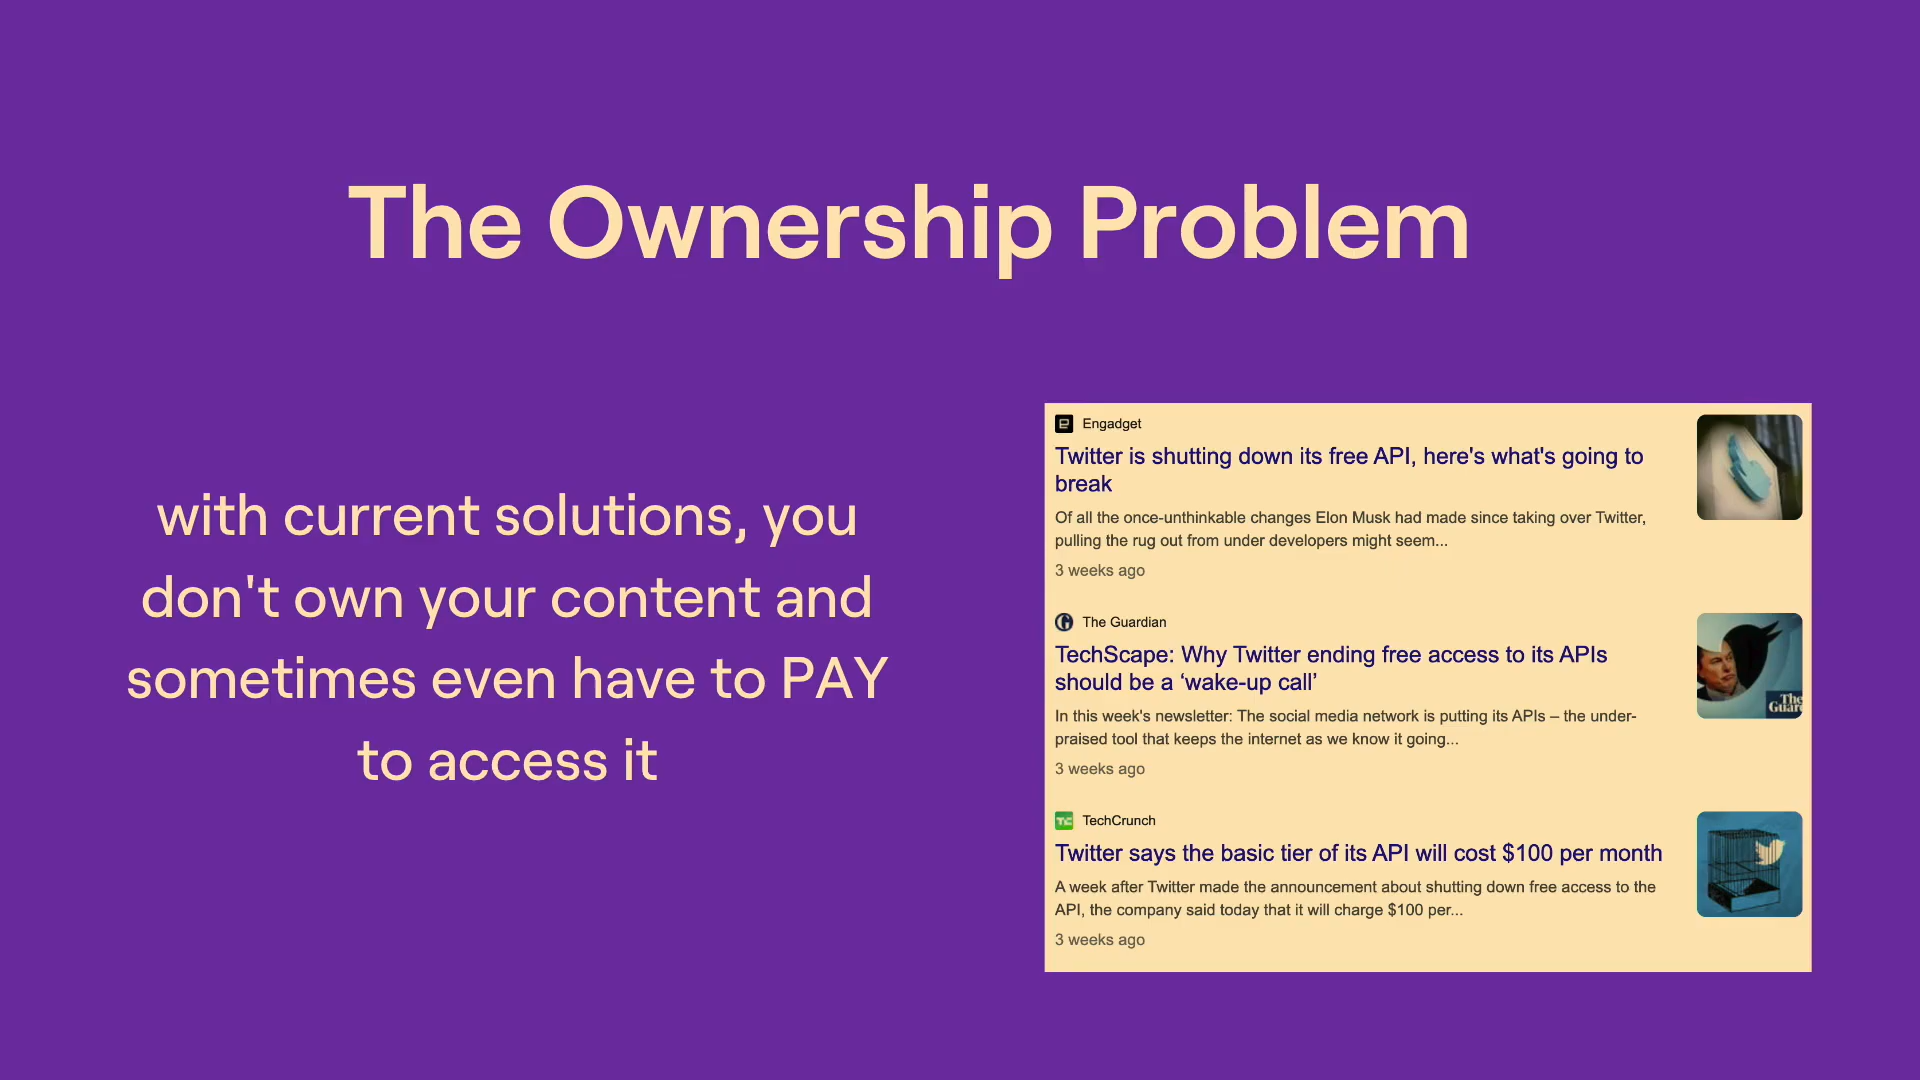 The Ownership Problem
with current solutions, you
don't own your content and
sometimes even have to PAY
to access it
Engadget
Twitter is shutting down its free API, here's what's going to
break
Of all the once-unthinkable changes Elon Musk had made since taking over Twitter,
pulling the rug out from under developers might seem...
3 weeks ago
The Guardian
TechScape: Why Twitter ending free access to its APIs
should be a ‘wake-up call’
In this week's newsletter: The social media network is putting its APIs – the under-
praised tool that keeps the internet as we know it going...
3 weeks ago
The
Guar
TechCrunch
Twitter says the basic tier of its API will cost $100 per month
A week after Twitter made the announcement about shutting down free access to the
API, the company said today that it will charge $100 per...
3 weeks ago